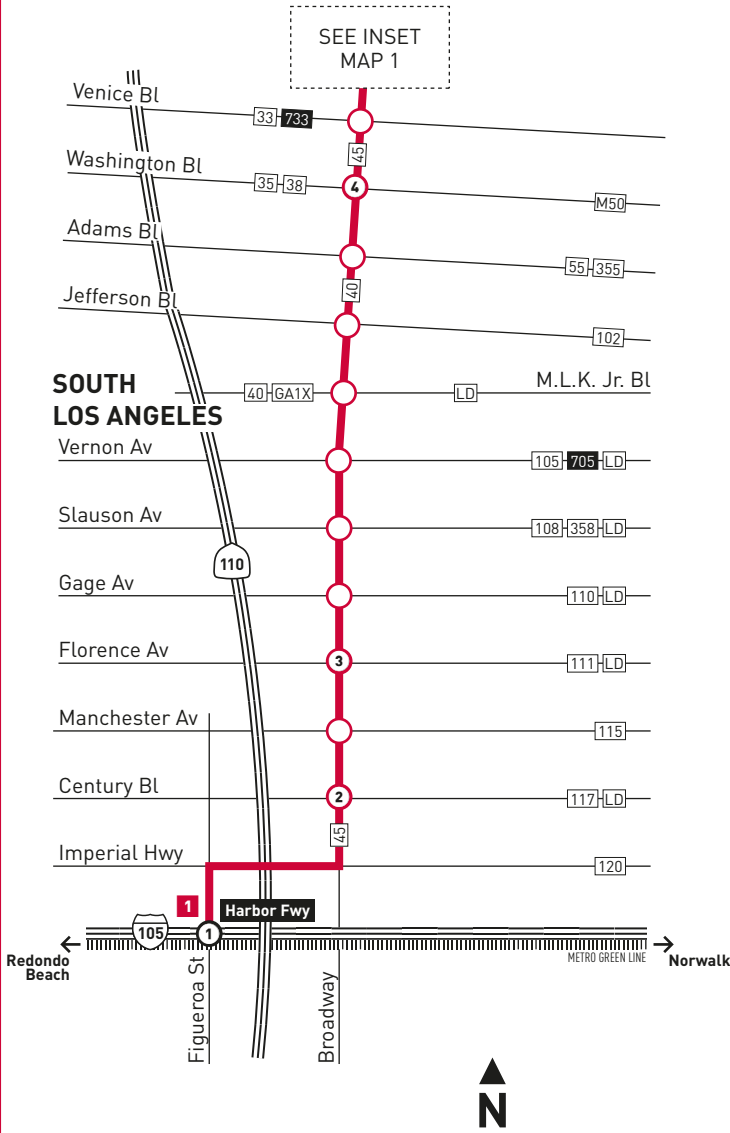 SEE INSET
MAP 1
Venice Bl
33 733
45
Washington Bl
35 38
4
M50
Adams Bl
55 355
40
Jefferson Bl
102
SOUTH
LOS ANGELES
40 GA1X
LD
M.L.K. Jr. Bl
Vernon Av
105 705 LD
Slauson Av
108 358 LD
110
Gage Av
110 LD
Florence Av
3
111 LD
Manchester Av
115
Century Bl
2
117 LD
45
Imperial Hwy
120
1
Harbor Fwy
105
1
Redondo
Beach
METRO GREEN LINE
Norwalk
Figueroa St
Broadway
N